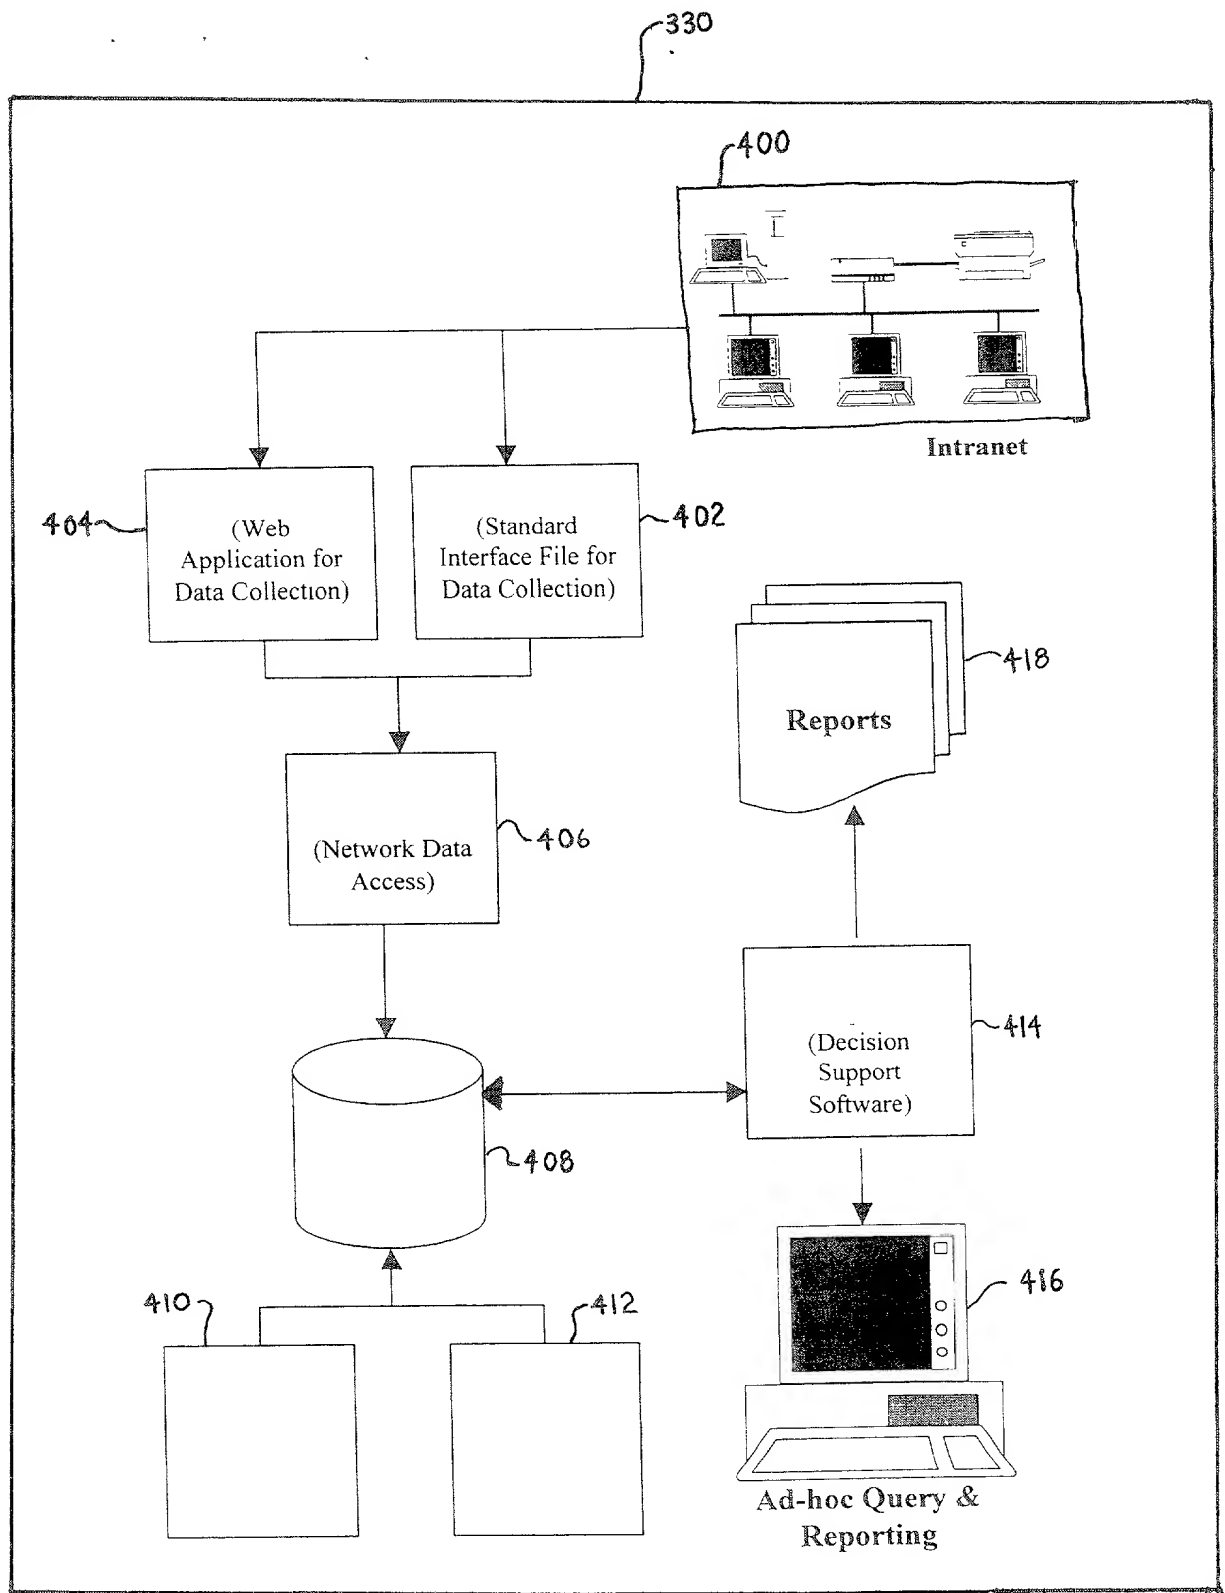 330
400
Intranet
404
(Web
Application for
Data Collection)
402
(Standard
Interface File for
Data Collection)
418
Reports
406
(Network Data
Access)
414
(Decision
Support
Software)
408
410
412
416
Ad-hoc Query &
Reporting